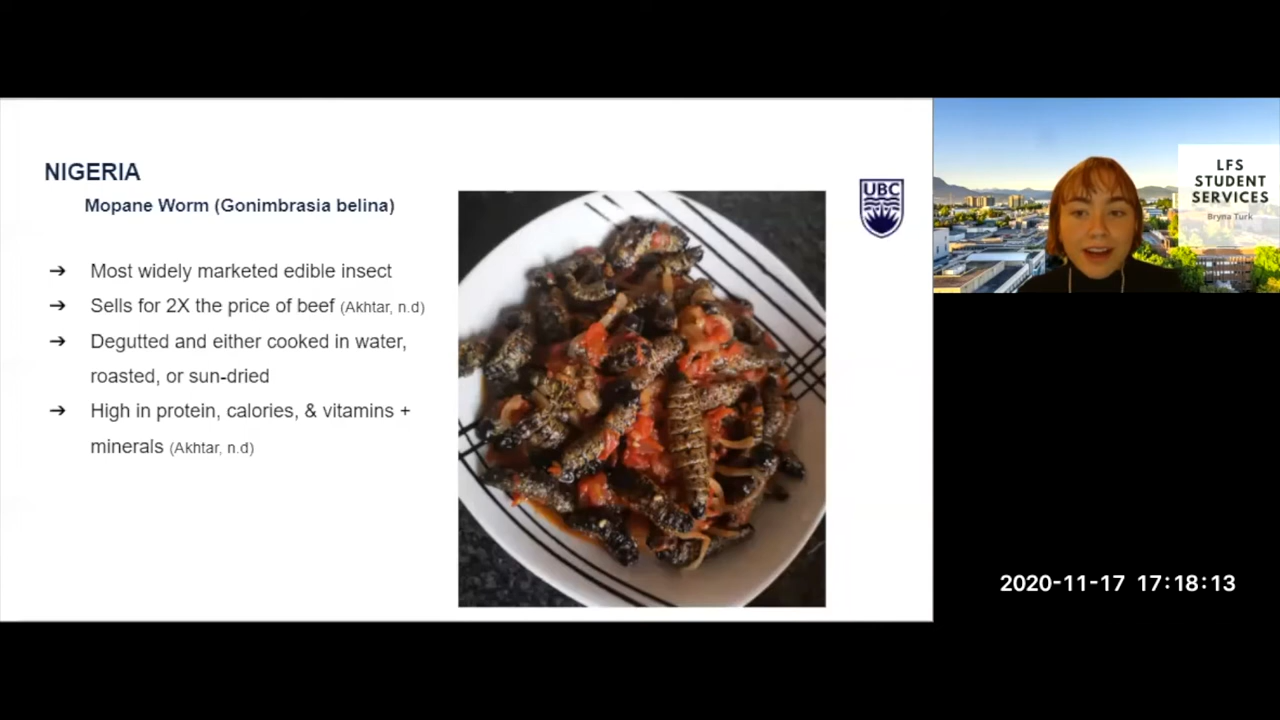 NIGERIA
Mopane Worm (Gonimbrasia belina)
➔ Most widely marketed edible insect
➔ Sells for 2X the price of beef (Akhtar, n.d)
➔ Degutted and either cooked in water,
roasted, or sun-dried
➔ High in protein, calories, & vitamins +
minerals (Akhtar, n.d)
UBC
LFS
STUDENT
SERVICES
Bryna Turk
2020-11-17 17:18:13